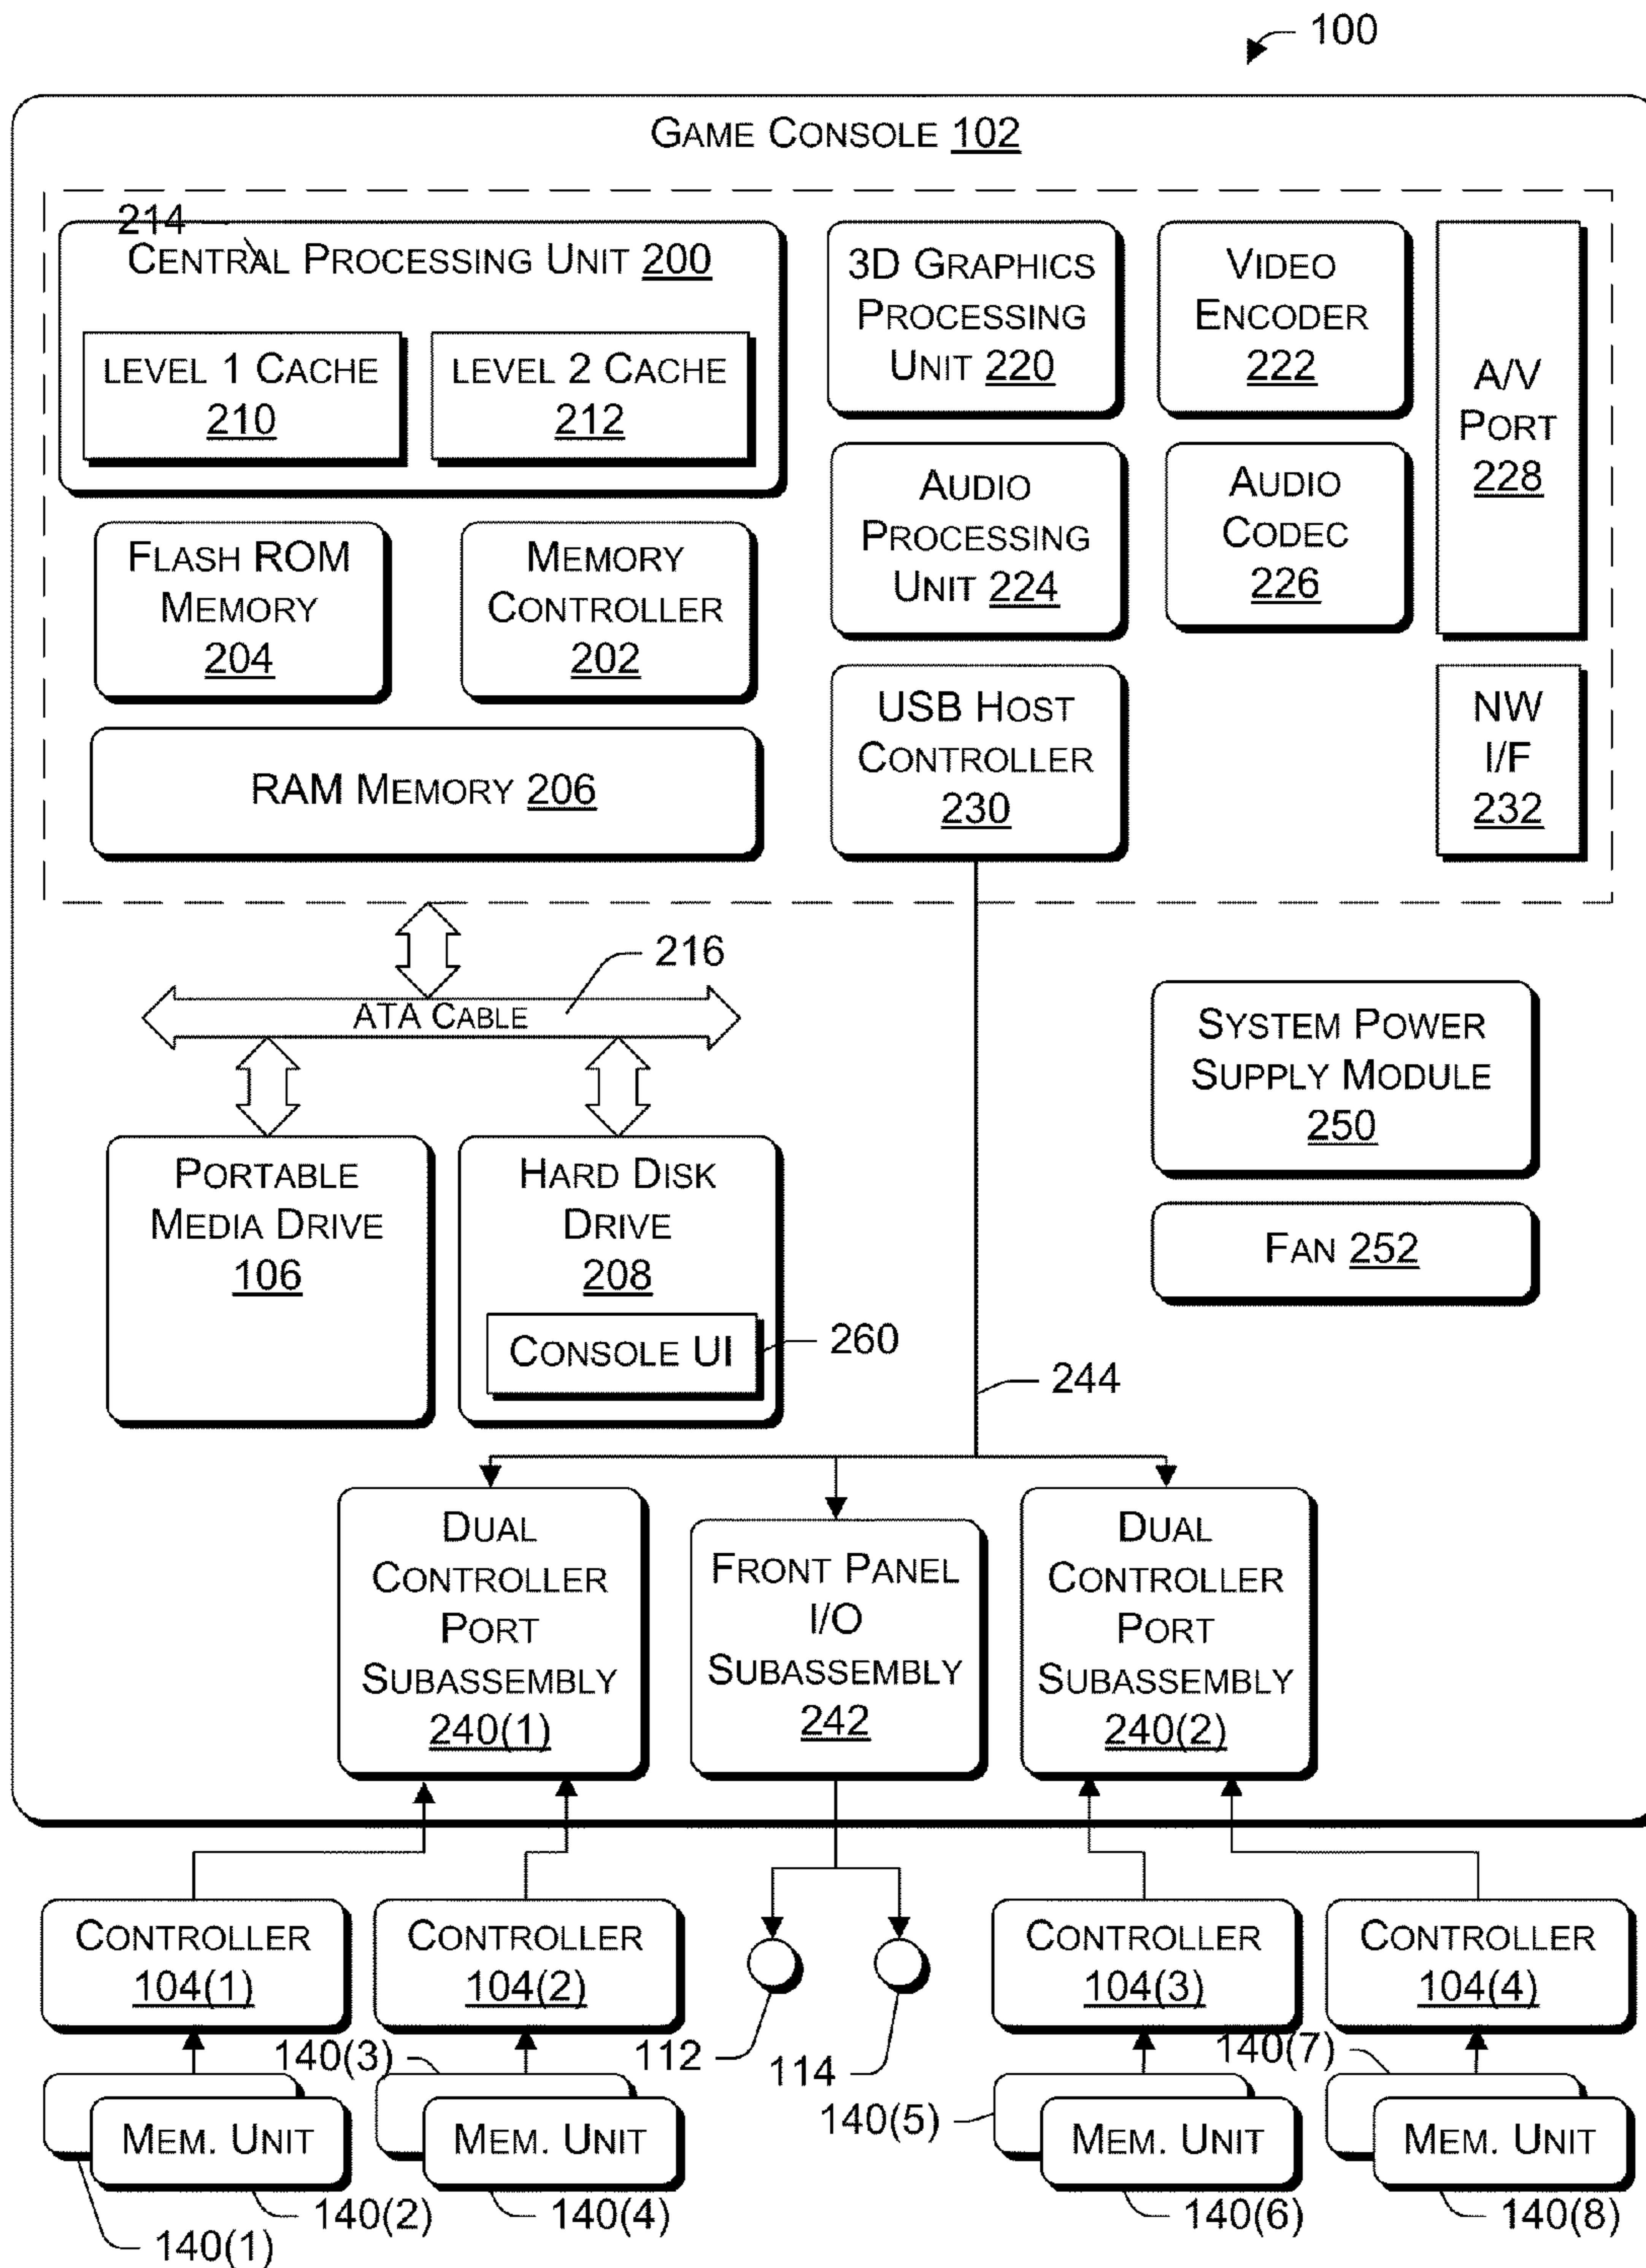 100
GAME CONSOLE 102
214
CENTRAL PROCESSING UNIT 200
LEVEL 1 CACHE
210
LEVEL 2 CACHE
212
3D GRAPHICS
PROCESSING
UNIT 220
VIDEO
ENCODER
222
A/V
PORT
228
FLASH ROM
MEMORY
204
MEMORY
CONTROLLER
202
AUDIO
PROCESSING
UNIT 224
AUDIO
CODEC
226
RAM MEMORY 206
USB HOST
CONTROLLER
230
NW
I/F
232
216
ATA CABLE
SYSTEM POWER
SUPPLY MODULE
250
PORTABLE
MEDIA DRIVE
106
HARD DISK
DRIVE
208
CONSOLE UI
260
FAN 252
244
DUAL
CONTROLLER
PORT
SUBASSEMBLY
240(1)
FRONT PANEL
I/O
SUBASSEMBLY
242
DUAL
CONTROLLER
PORT
SUBASSEMBLY
240(2)
CONTROLLER
104(1)
CONTROLLER
104(2)
CONTROLLER
104(3)
CONTROLLER
104(4)
140(3)
112
114
140(7)
140(5)
MEM. UNIT
MEM. UNIT
MEM. UNIT
MEM. UNIT
140(1)
140(2)
140(4)
140(6)
140(8)